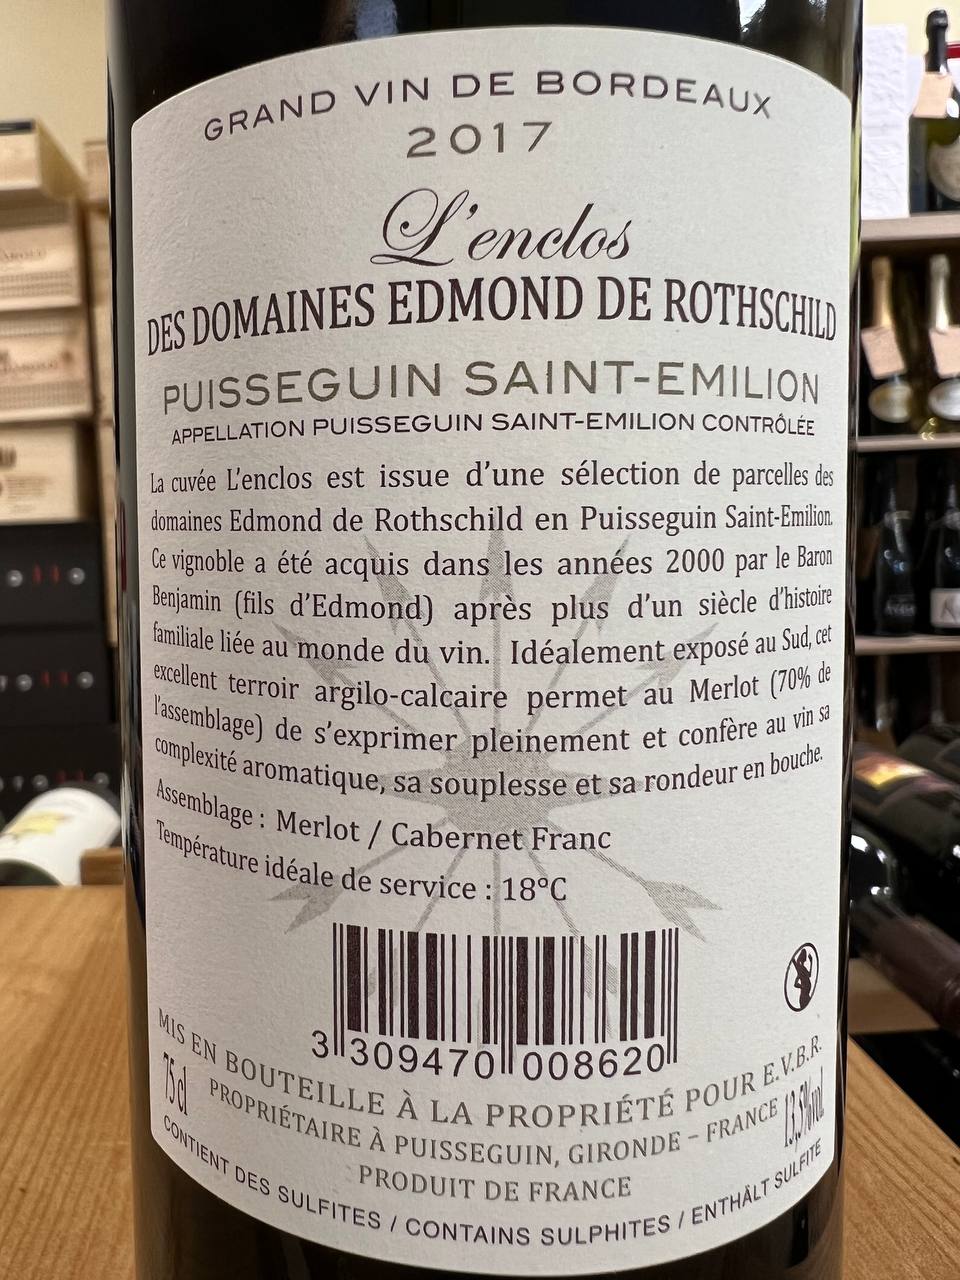 GRAND VIN DE BORDEAUX
2017
L'enclos
DES DOMAINES EDMOND DE ROTHSCHILD
PUISSEGUIN SAINT-EMILION
APPELLATION PUISSEGUIN SAINT-EMILION CONTRÔLÉE
La cuvée L'enclos est issue d'une sélection de parcelles des
domaines Edmond de Rothschild en Puisseguin Saint-Emilion.
Ce vignoble a été acquis dans les années 2000 par le Baron
Benjamin (fils d'Edmond) après plus d'un siècle d'histoire
familiale liée au monde du vin. Idéalement exposé au Sud, cet
excellent terroir argilo-calcaire permet au Merlot (70% de
l'assemblage) de s'exprimer pleinement et confère au vin sa
complexité aromatique, sa souplesse et sa rondeur en bouche.
Assemblage : Merlot / Cabernet Franc
Température idéale de service : 18°C
3 309470 008620
MIS EN BOUTEILLE À LA PROPRIÉTÉ POUR E.V.B.R.
75cl
PROPRIÉTAIRE À PUISSEGUIN, GIRONDE - FRANCE
13,5%vol
PRODUIT DE FRANCE
CONTIENT DES SULFITES / CONTAINS SULPHITES / ENTHÄLT SULFITE